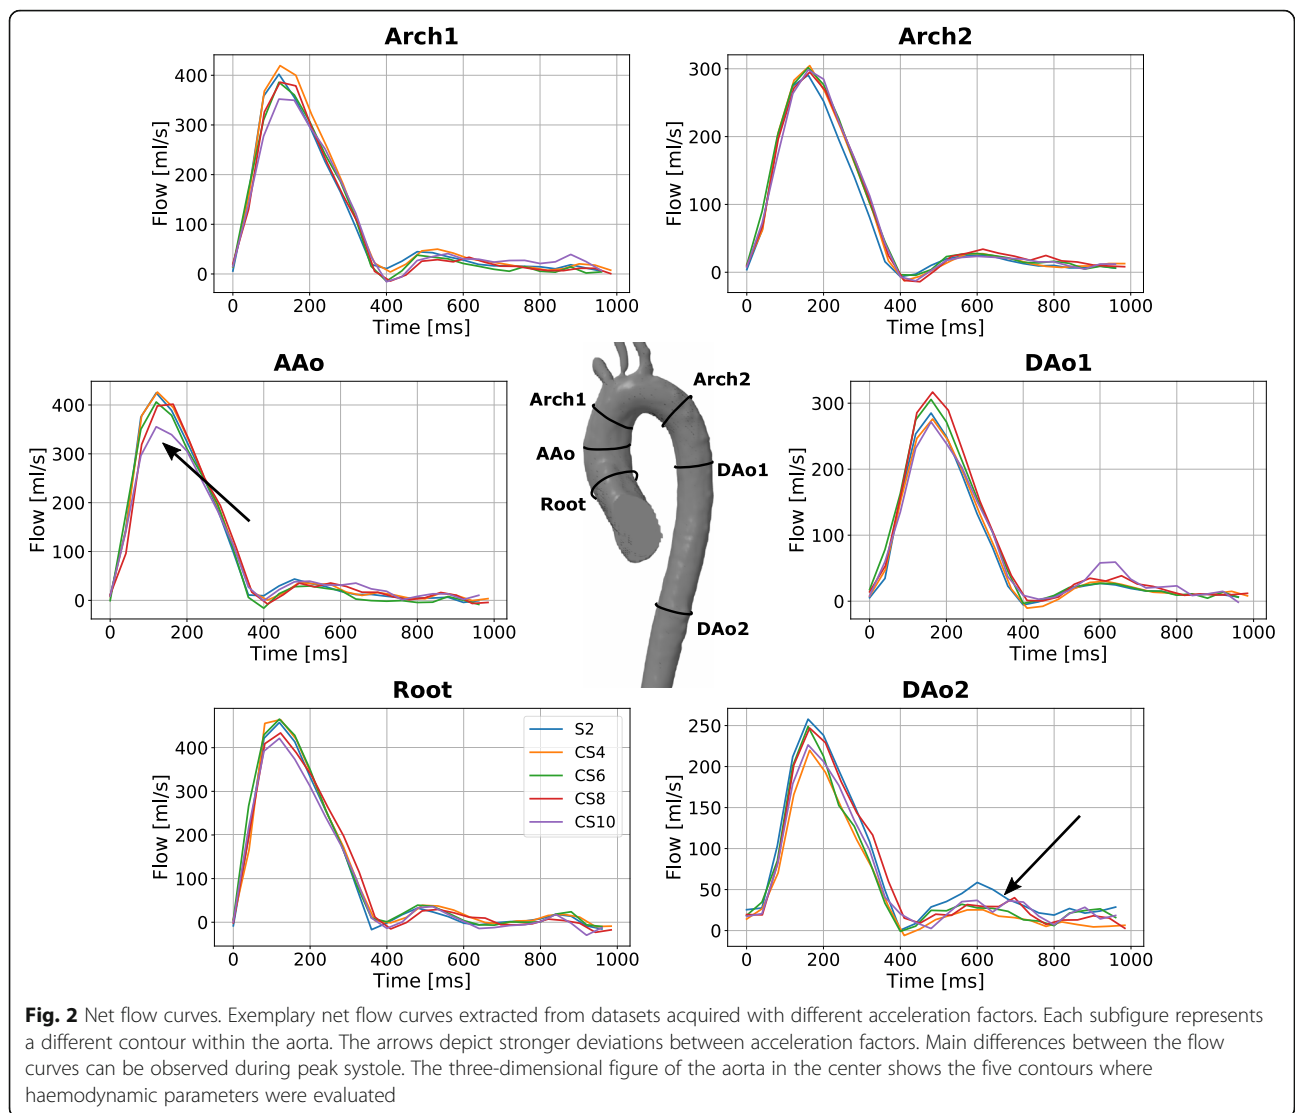 Arch1
Flow [ml/s]
400
300
200
100
0
0 200 400 600 800 1000
Time [ms]
Arch2
Flow [ml/s]
300
200
100
0
0 200 400 600 800 1000
Time [ms]
AAo
Flow [ml/s]
400
300
200
100
0
0 200 400 600 800 1000
Time [ms]
Arch1
Arch2
AAo
DAo1
Root
DAo2
DAo1
Flow [ml/s]
300
200
100
0
0 200 400 600 800 1000
Time [ms]
Root
Flow [ml/s]
400
300
200
100
0
0 200 400 600 800 1000
Time [ms]
S2
CS4
CS6
CS8
CS10
DAo2
Flow [ml/s]
250
200
150
100
50
0
0 200 400 600 800 1000
Time [ms]
Fig. 2 Net flow curves. Exemplary net flow curves extracted from datasets acquired with different acceleration factors. Each subfigure represents
a different contour within the aorta. The arrows depict stronger deviations between acceleration factors. Main differences between the flow
curves can be observed during peak systole. The three-dimensional figure of the aorta in the center shows the five contours where
haemodynamic parameters were evaluated